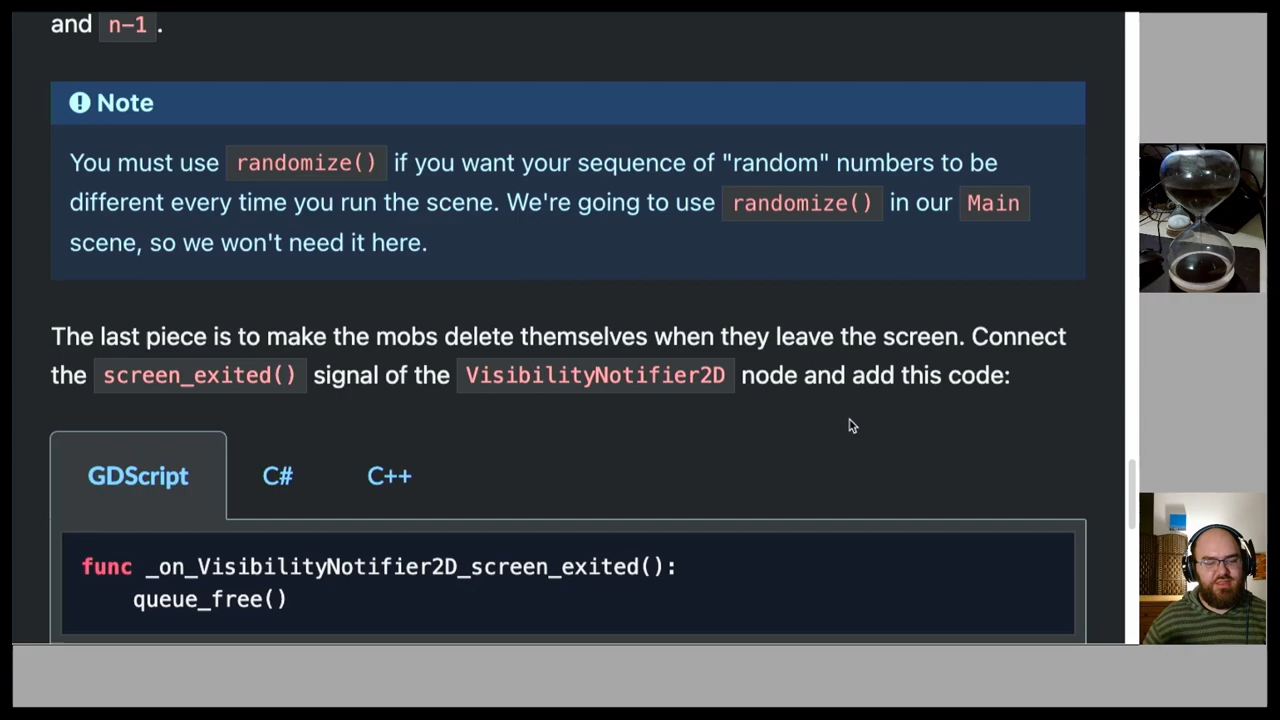 and n-1.
Note
You must use randomize() if you want your sequence of "random" numbers to be
different every time you run the scene. We're going to use randomize() in our Main
scene, so we won't need it here.
The last piece is to make the mobs delete themselves when they leave the screen. Connect
the screen_exited() signal of the VisibilityNotifier2D node and add this code:
GDScript C# C++
func _on_VisibilityNotifier2D_screen_exited():
queue_free()